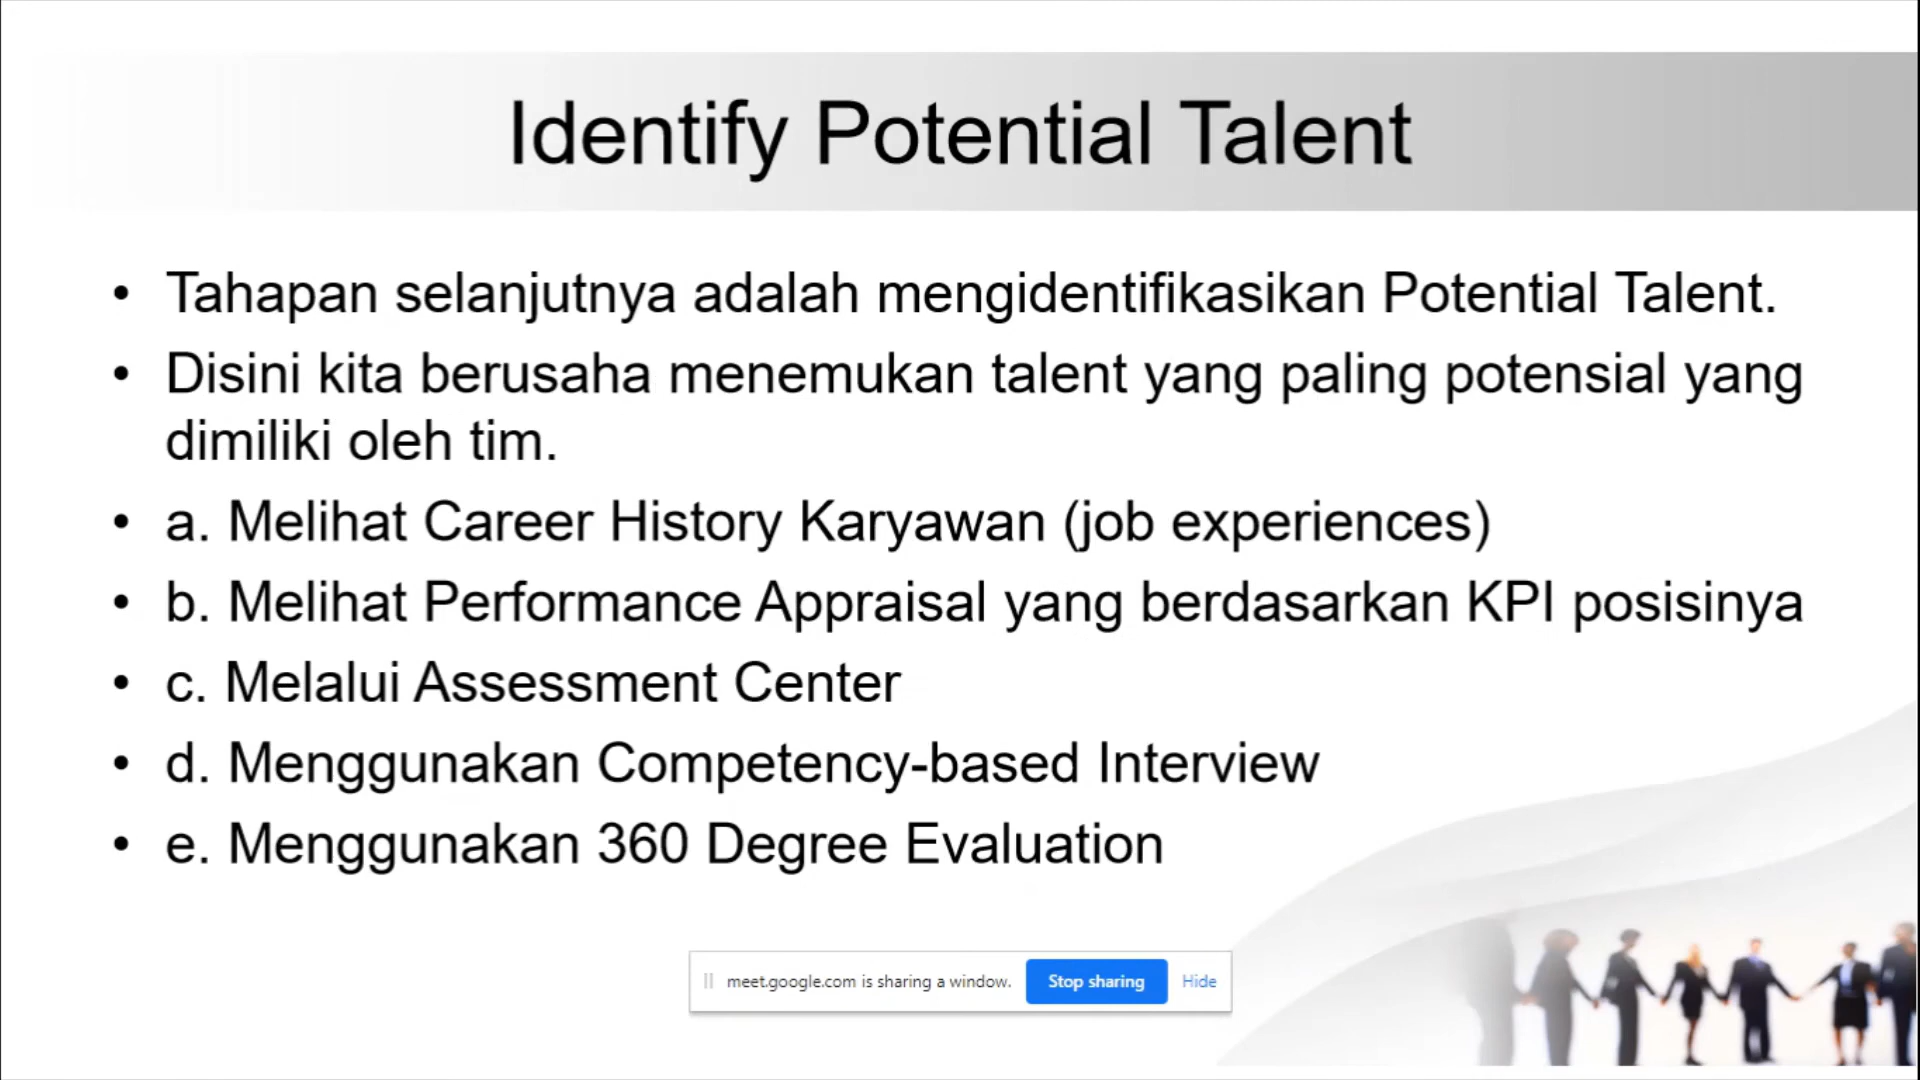 Identify Potential Talent
• Tahapan selanjutnya adalah mengidentifikasikan Potential Talent.
• Disini kita berusaha menemukan talent yang paling potensial yang
dimiliki oleh tim.
• a. Melihat Career History Karyawan (job experiences)
• b. Melihat Performance Appraisal yang berdasarkan KPI posisinya
• c. Melalui Assessment Center
• d. Menggunakan Competency-based Interview
• e. Menggunakan 360 Degree Evaluation
meet.google.com is sharing a window. Stop sharing Hide